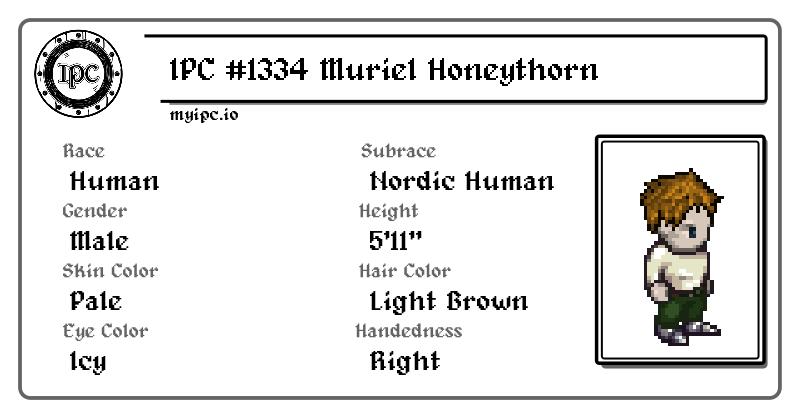 IPC
IPC #1334 Muriel Honeythorn
myipc.io
Race
Human
Subrace
Nordic Human
Gender
Male
Height
5'11"
Skin Color
Pale
Hair Color
Light Brown
Eye Color
Icy
Handedness
Right